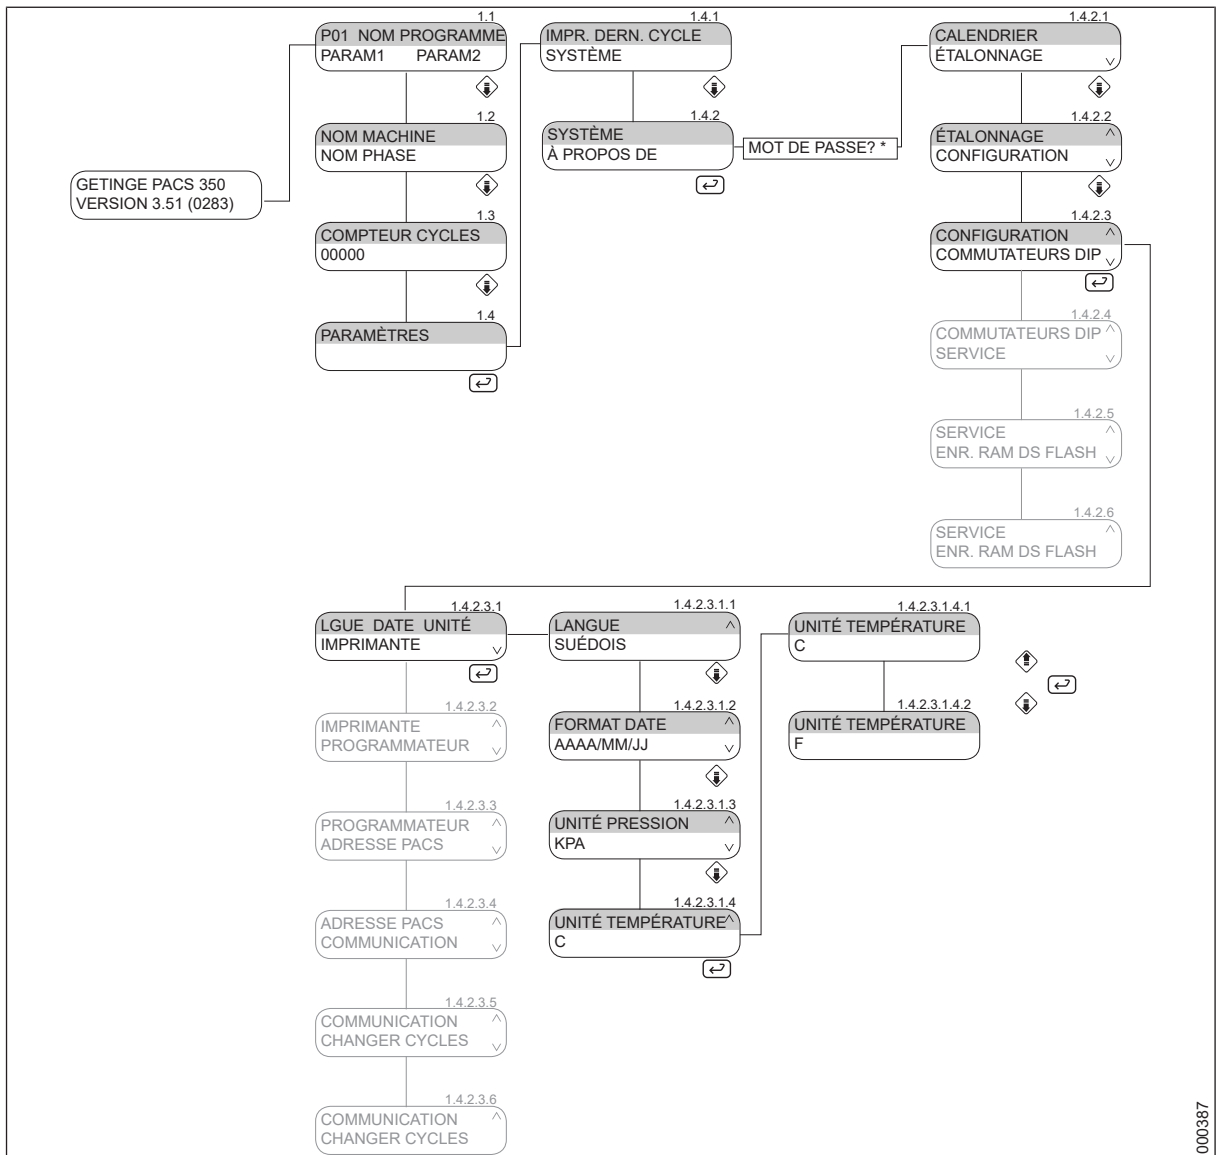 GETINGE PACS 350
VERSION 3.51 (0283)
1.1
P01 NOM PROGRAMME
PARAM1 PARAM2
1.2
NOM MACHINE
NOM PHASE
1.3
COMPTEUR CYCLES
00000
1.4
PARAMÈTRES
1.4.1
IMPR. DERN. CYCLE
SYSTÈME
1.4.2
SYSTÈME
À PROPOS DE
MOT DE PASSE? *
1.4.2.1
CALENDRIER
ÉTALONNAGE
1.4.2.2
ÉTALONNAGE
CONFIGURATION
1.4.2.3
CONFIGURATION
COMMUTATEURS DIP
1.4.2.4
COMMUTATEURS DIP
SERVICE
1.4.2.5
SERVICE
ENR. RAM DS FLASH
1.4.2.6
SERVICE
ENR. RAM DS FLASH
1.4.2.3.1
LGUE DATE UNITÉ
IMPRIMANTE
1.4.2.3.2
IMPRIMANTE
PROGRAMMATEUR
1.4.2.3.3
PROGRAMMATEUR
ADRESSE PACS
1.4.2.3.4
ADRESSE PACS
COMMUNICATION
1.4.2.3.5
COMMUNICATION
CHANGER CYCLES
1.4.2.3.6
COMMUNICATION
CHANGER CYCLES
1.4.2.3.1.1
LANGUE
SUÉDOIS
1.4.2.3.1.2
FORMAT DATE
AAAA/MM/JJ
1.4.2.3.1.3
UNITÉ PRESSION
KPA
1.4.2.3.1.4
UNITÉ TEMPÉRATURE
C
1.4.2.3.1.4.1
UNITÉ TEMPÉRATURE
C
1.4.2.3.1.4.2
UNITÉ TEMPÉRATURE
F
000387